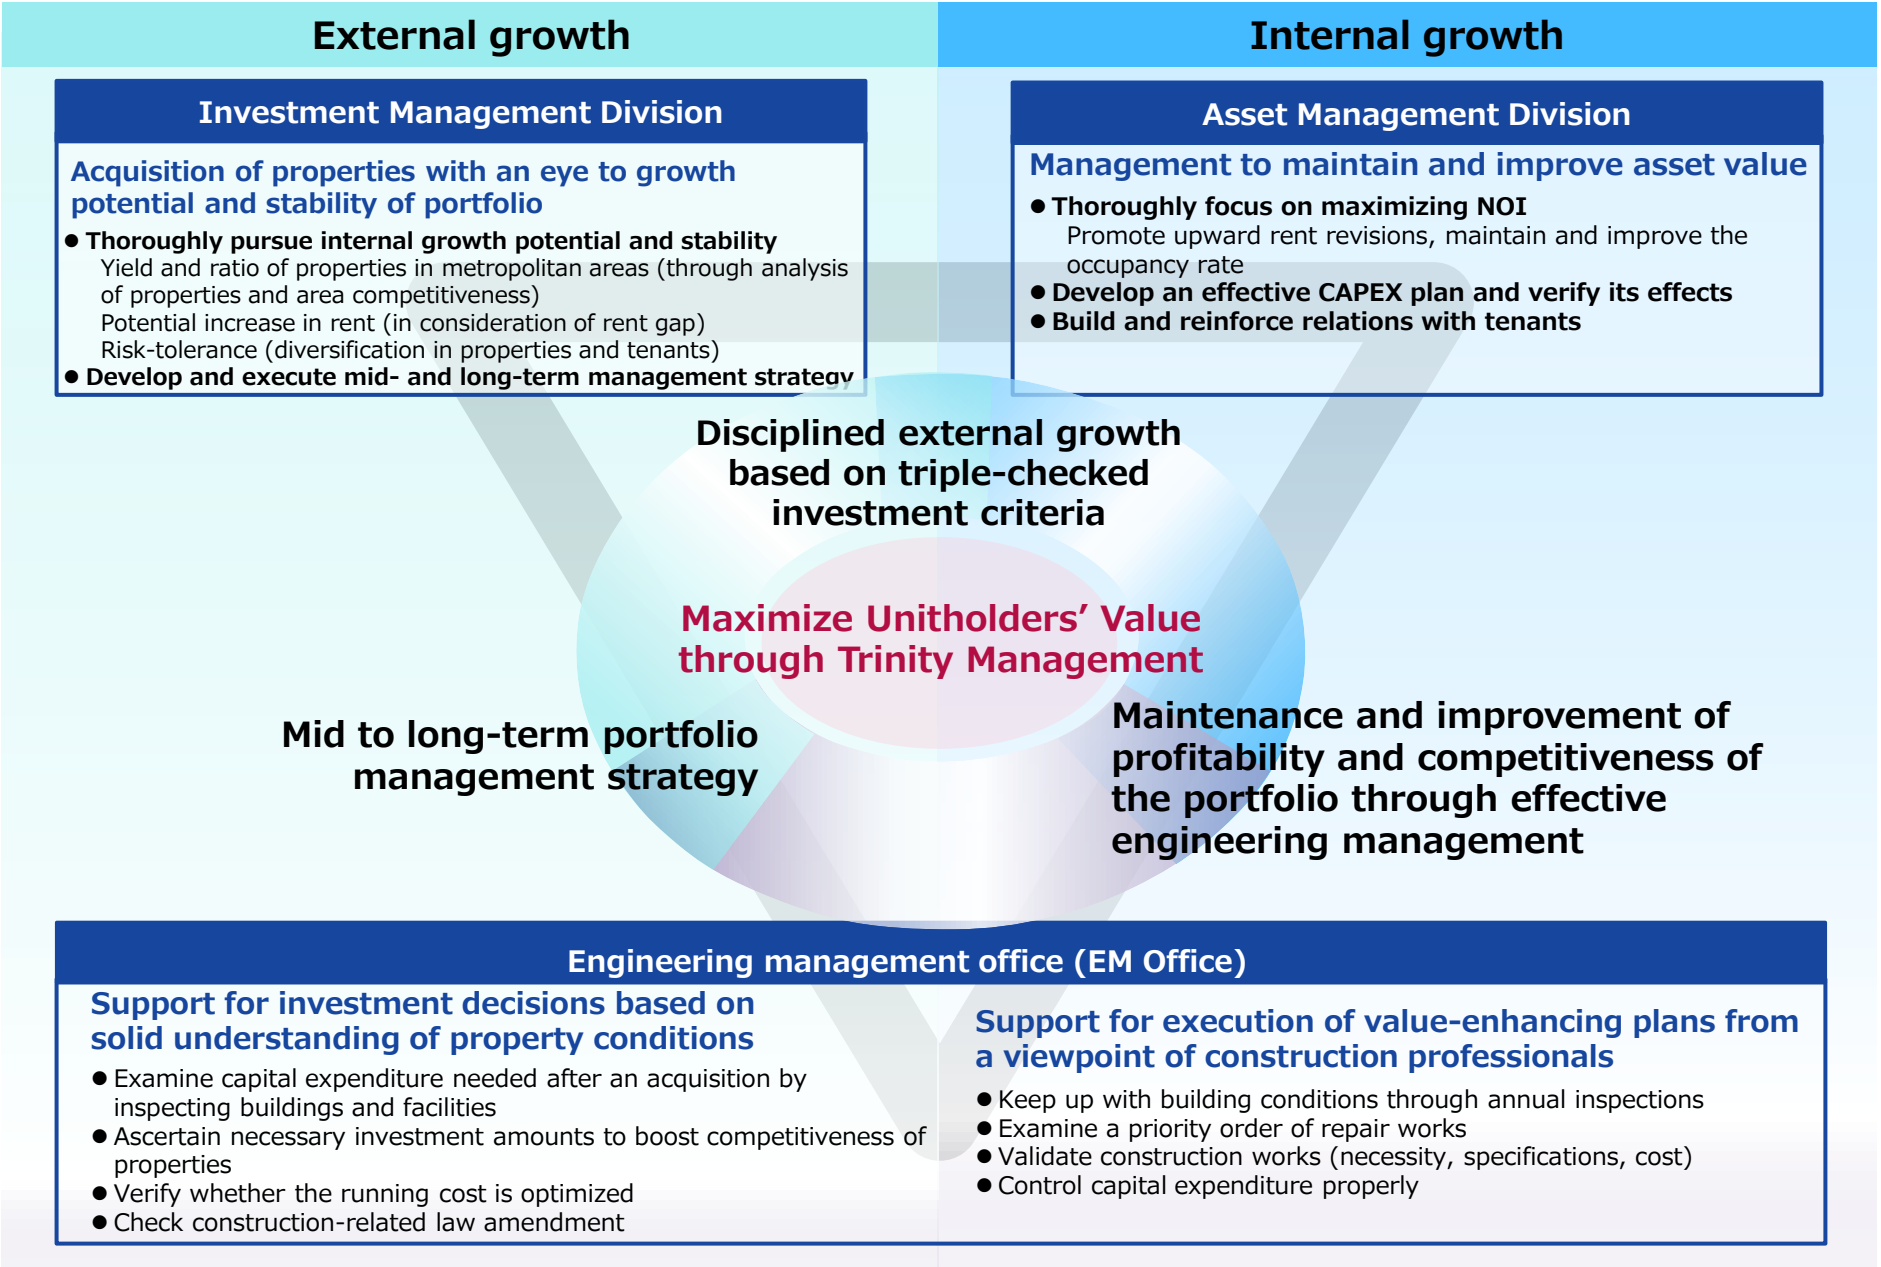 External growth
Internal growth
Investment Management Division
Acquisition of properties with an eye to growth
potential and stability of portfolio
● Thoroughly pursue internal growth potential and stability
Yield and ratio of properties in metropolitan areas (through analysis
of properties and area competitiveness)
Potential increase in rent (in consideration of rent gap)
Risk-tolerance (diversification in properties and tenants)
● Develop and execute mid- and long-term management strategy
Asset Management Division
Management to maintain and improve asset value
● Thoroughly focus on maximizing NOI
Promote upward rent revisions, maintain and improve the
occupancy rate
● Develop an effective CAPEX plan and verify its effects
● Build and reinforce relations with tenants
Disciplined external growth
based on triple-checked
investment criteria
Maximize Unitholders’ Value
through Trinity Management
Mid to long-term portfolio
management strategy
Maintenance and improvement of
profitability and competitiveness of
the portfolio through effective
engineering management
Engineering management office (EM Office)
Support for investment decisions based on
solid understanding of property conditions
● Examine capital expenditure needed after an acquisition by
inspecting buildings and facilities
● Ascertain necessary investment amounts to boost competitiveness of
properties
● Verify whether the running cost is optimized
● Check construction-related law amendment
Support for execution of value-enhancing plans from
a viewpoint of construction professionals
● Keep up with building conditions through annual inspections
● Examine a priority order of repair works
● Validate construction works (necessity, specifications, cost)
● Control capital expenditure properly